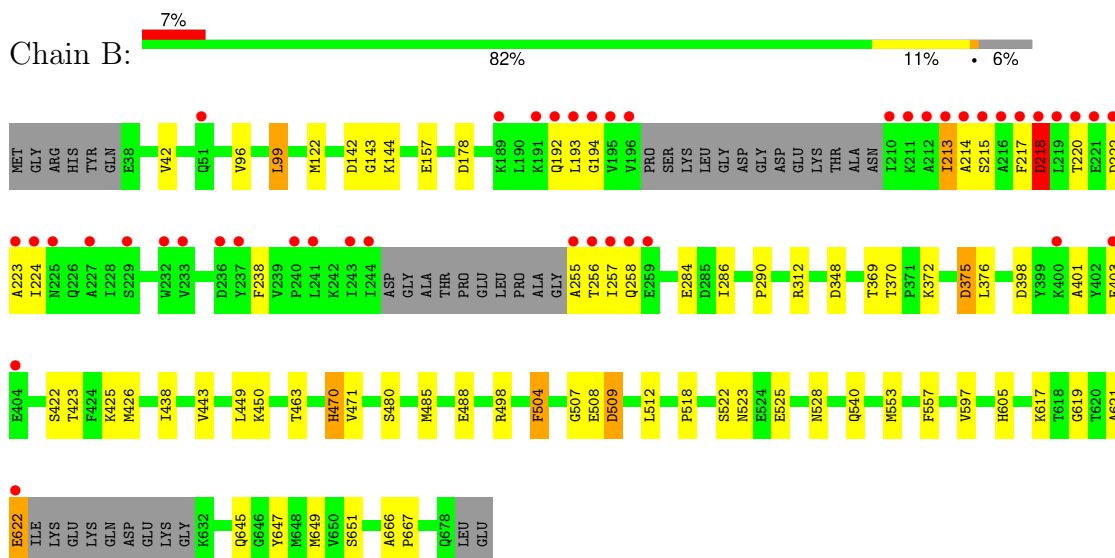 7%
Chain B:
82% 11% • 6%
MET GLY ARG HIS TYR GLN E38 V42 Q51 V96 L99 M122 D142 G143 K144 E157 D178 K189 L190 K191 Q192 L193 G194 V195 V196 PRO SER LYS LEU GLY ASP GLY ASP GLU LYS THR ALA ASN I210 K211 A212 I213 A214 S215 A216 F217 D218 L219 T220 E221 D222
A223 I224 N225 Q226 A227 I228 S229 W232 V233 D236 Y237 F238 V239 P240 L241 K242 I243 I244 ASP GLY ALA THR PRO GLU LEU PRO ALA GLY A255 T256 I257 Q258 E259 E284 D285 I286 P290 R312 D348 T369 T370 P371 K372 D375 L376 D398 Y399 K400 A401 Y402 E403
E404 S422 T423 F424 K425 M426 I438 V443 L449 K450 T463 H470 V471 S480 M485 E488 R498 F504 G507 E508 D509 L512 P518 S522 N523 E524 E525 N528 Q540 M553 F557 V597 H605 K617 T618 G619 T620 A621
E622 ILE LYS GLU LYS GLN ASP GLU LYS GLY K632 Q645 G646 Y647 M648 M649 V650 S651 A666 P667 Q678 LEU GLU